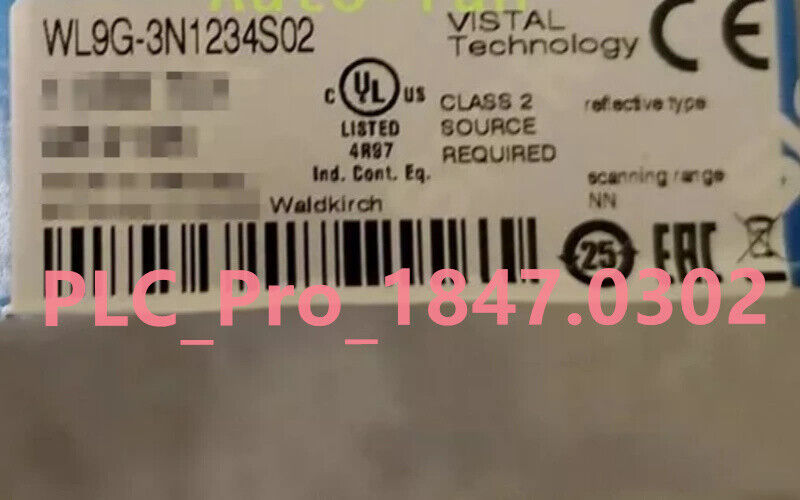 WL9G-3N1234S02
VISTAL
Technology
CE
c UL US
LISTED
4R97
Ind. Cont. Eq.
CLASS 2
SOURCE
REQUIRED
reflective type
scanning range
NN
Waldkirch
25
EAC
PLC_Pro_1847.0302